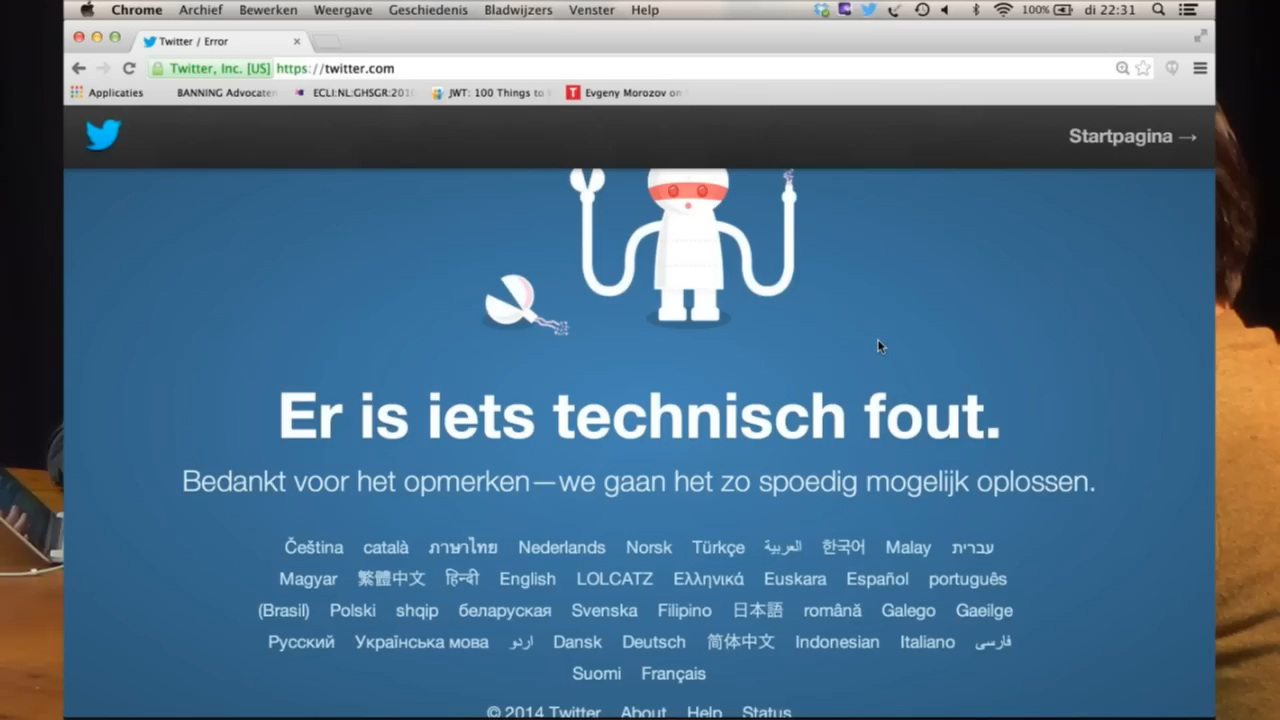 Chrome Archief Bewerken Weergave Geschiedenis Bladwijzers Venster Help 100% di 22:31
Twitter / Error
Twitter, Inc. [US] https://twitter.com
Applicaties BANNING Advocaten ECLI:NL:GHSGR:201 JWT: 100 Things to Evgeny Morozov on
Startpagina →
Er is iets technisch fout.
Bedankt voor het opmerken—we gaan het zo spoedig mogelijk oplossen.
Čeština català ภาษาไทย Nederlands Norsk Türkçe العربية 한국어 Malay עברית
Magyar 繁體中文 हिन्दी English LOLCATZ Ελληνικά Euskara Español português
(Brasil) Polski shqip беларуская Svenska Filipino 日本語 română Galego Gaeilge
Русский Українська мова اردو Dansk Deutsch 简体中文 Indonesian Italiano فارسی
Suomi Français
© 2014 Twitter About Help Status